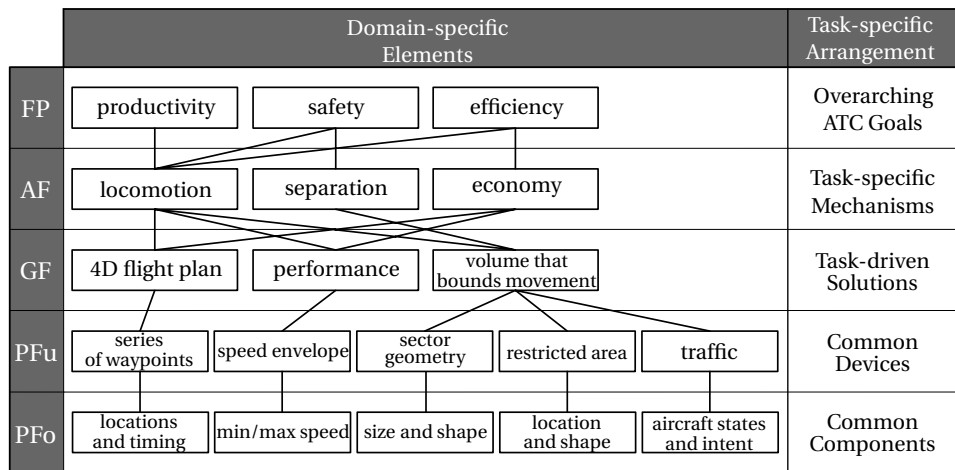 Domain-specific
Elements
Task-specific
Arrangement
FP
productivity
safety
efficiency
Overarching
ATC Goals
AF
locomotion
separation
economy
Task-specific
Mechanisms
GF
4D flight plan
performance
volume that
bounds movement
Task-driven
Solutions
PFu
series
of waypoints
speed envelope
sector
geometry
restricted area
traffic
Common
Devices
PFo
locations
and timing
min/max speed
size and shape
location
and shape
aircraft states
and intent
Common
Components